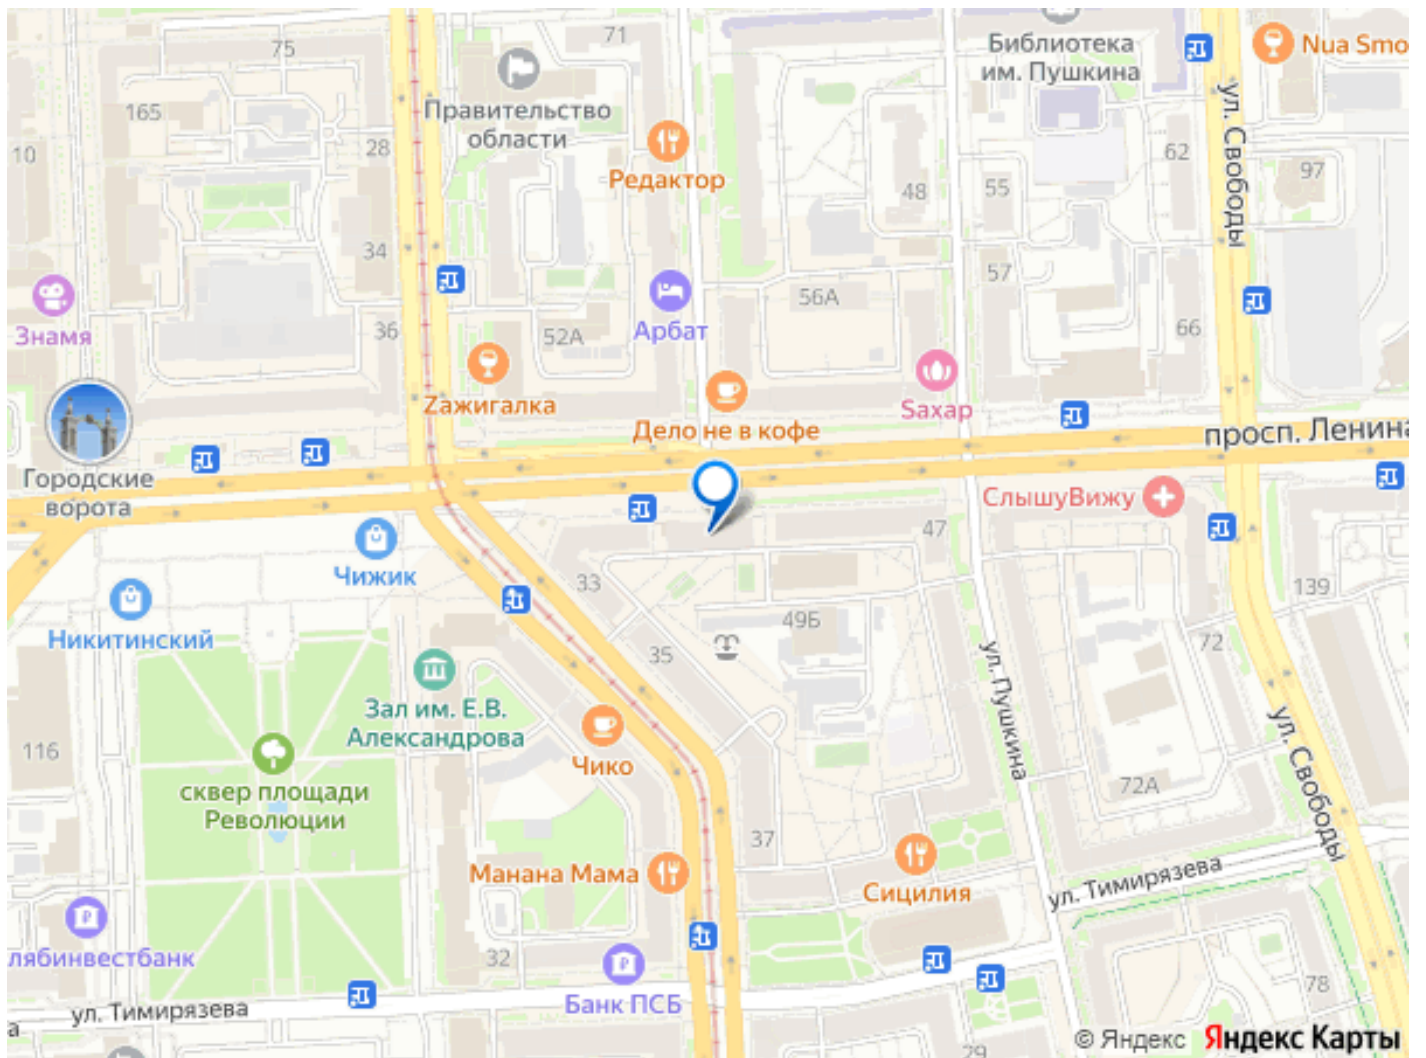 75
71
Библиотека
им. Пушкина
Nua Smo
165
Правительство
области
ул. Свободы
10
28
62
97
Редактор
48
55
34
57
56А
Знамя
36
52А
Арбат
66
Zажигалка
Saхар
Дело не в кофе
просп. Ленина
Городские
ворота
СлышуВижу
47
Чижик
33
139
Никитинский
49Б
72
35
ул. Пушкина
Зал им. Е.В.
Александрова
116
Чико
ул. Свободы
сквер площади
Революции
72А
37
Манана Мама
Сицилия
ул. Тимирязева
лябинвестбанк
32
78
Банк ПСБ
а
ул. Тимирязева
29
© Яндекс Яндекс Карты